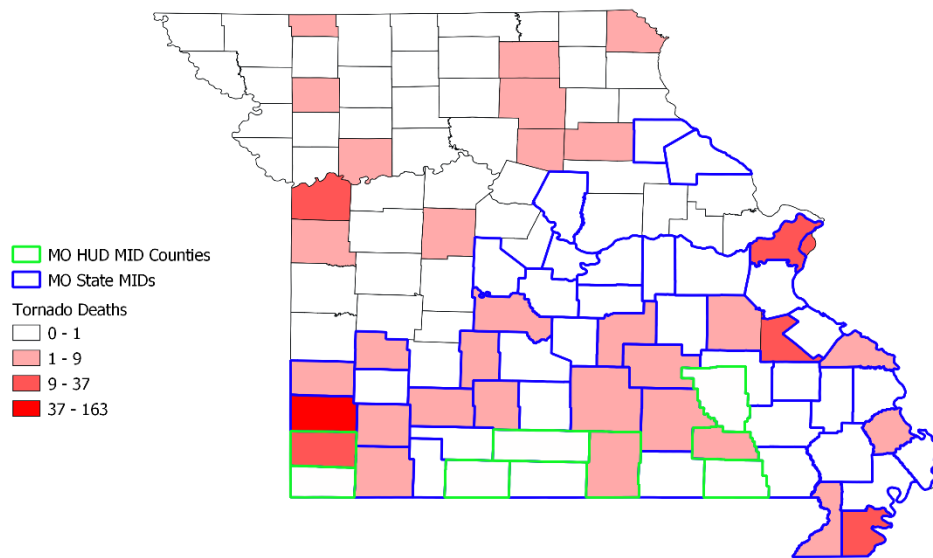 MO HUD MID Counties
MO State MIDs
Tornado Deaths
0 - 1
1 - 9
9 - 37
37 - 163